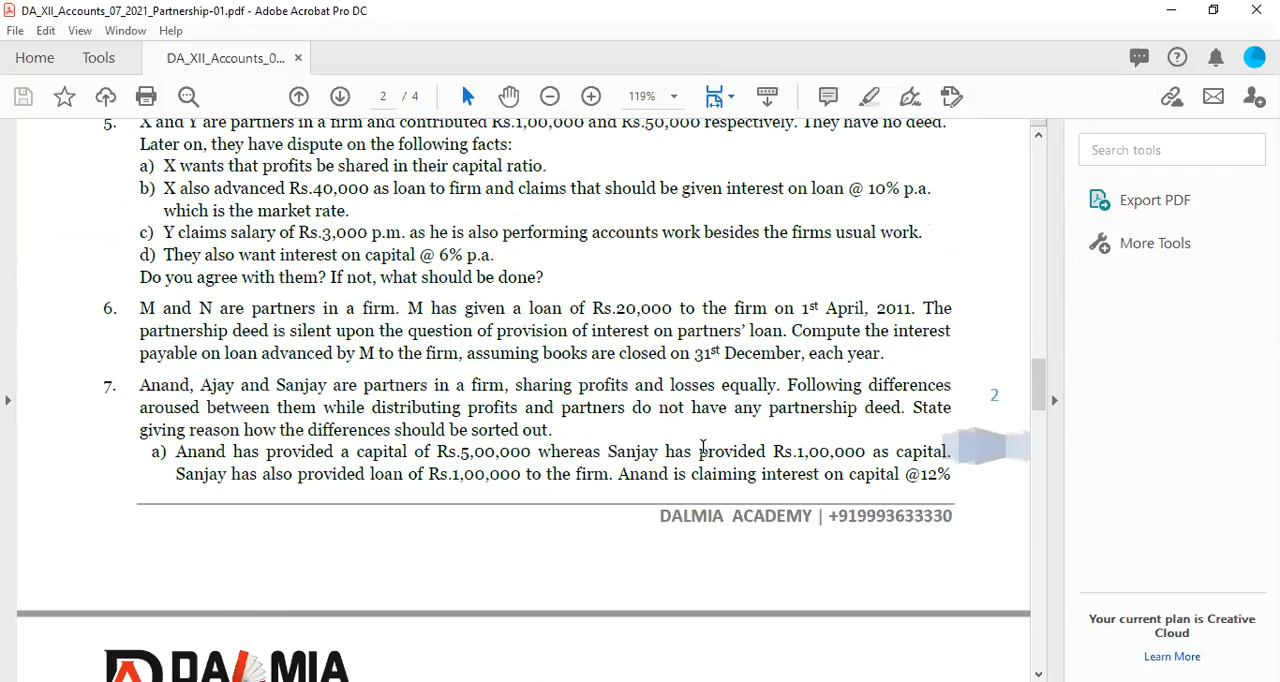 DA_XII_Accounts_07_2021_Partnership-01.pdf - Adobe Acrobat Pro DC
File Edit View Window Help
Home Tools DA_XII_Accounts_0... ×
2 / 4 119%
5. X and Y are partners in a firm and contributed Rs.1,00,000 and Rs.50,000 respectively. They have no deed.
Later on, they have dispute on the following facts:
a) X wants that profits be shared in their capital ratio.
b) X also advanced Rs.40,000 as loan to firm and claims that should be given interest on loan @ 10% p.a.
which is the market rate.
c) Y claims salary of Rs.3,000 p.m. as he is also performing accounts work besides the firms usual work.
d) They also want interest on capital @ 6% p.a.
Do you agree with them? If not, what should be done?
6. M and N are partners in a firm. M has given a loan of Rs.20,000 to the firm on 1st April, 2011. The
partnership deed is silent upon the question of provision of interest on partners' loan. Compute the interest
payable on loan advanced by M to the firm, assuming books are closed on 31st December, each year.
7. Anand, Ajay and Sanjay are partners in a firm, sharing profits and losses equally. Following differences
aroused between them while distributing profits and partners do not have any partnership deed. State
giving reason how the differences should be sorted out.
a) Anand has provided a capital of Rs.5,00,000 whereas Sanjay has provided Rs.1,00,000 as capital.
Sanjay has also provided loan of Rs.1,00,000 to the firm. Anand is claiming interest on capital @12%
2
DALMIA ACADEMY | +919993633330
DALMIA
Search tools
Export PDF
More Tools
Your current plan is Creative
Cloud
Learn More